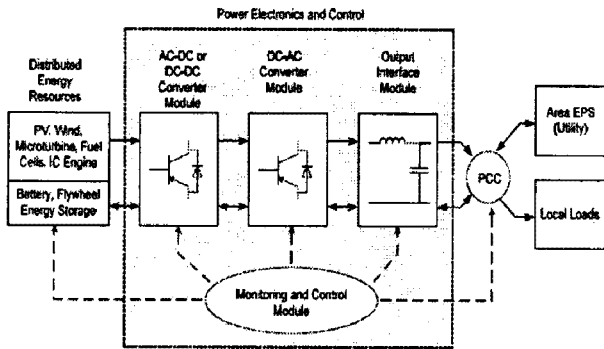 Power Electronics and Control
Distributed
Energy
Resources
AC-DC or
DC-DC
Converter
Module
DC-AC
Converter
Module
Output
Interface
Module
PV, Wind,
Microturbine, Fuel
Cells, IC Engine
Battery, Flywheel
Energy Storage
Area EPS
(Utility)
PCC
Local Loads
Monitoring and Control
Module